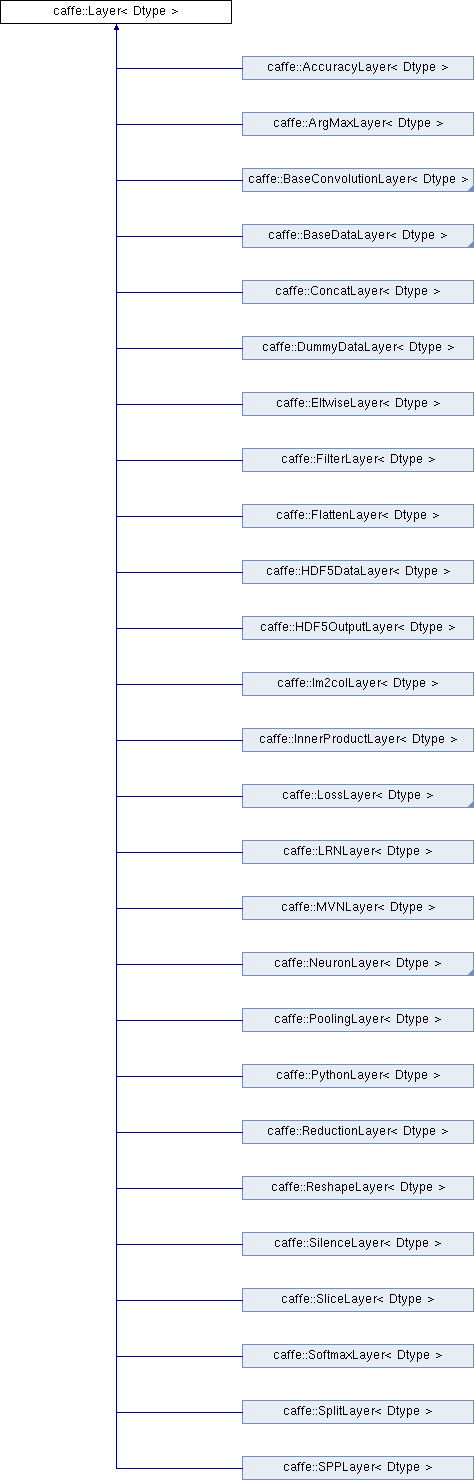 caffe::Layer< Dtype >
caffe::AccuracyLayer< Dtype >
caffe::ArgMaxLayer< Dtype >
caffe::BaseConvolutionLayer< Dtype >
caffe::BaseDataLayer< Dtype >
caffe::ConcatLayer< Dtype >
caffe::DummyDataLayer< Dtype >
caffe::EltwiseLayer< Dtype >
caffe::FilterLayer< Dtype >
caffe::FlattenLayer< Dtype >
caffe::HDF5DataLayer< Dtype >
caffe::HDF5OutputLayer< Dtype >
caffe::Im2colLayer< Dtype >
caffe::InnerProductLayer< Dtype >
caffe::LossLayer< Dtype >
caffe::LRNLayer< Dtype >
caffe::MVNLayer< Dtype >
caffe::NeuronLayer< Dtype >
caffe::PoolingLayer< Dtype >
caffe::PythonLayer< Dtype >
caffe::ReductionLayer< Dtype >
caffe::ReshapeLayer< Dtype >
caffe::SilenceLayer< Dtype >
caffe::SliceLayer< Dtype >
caffe::SoftmaxLayer< Dtype >
caffe::SplitLayer< Dtype >
caffe::SPPLayer< Dtype >